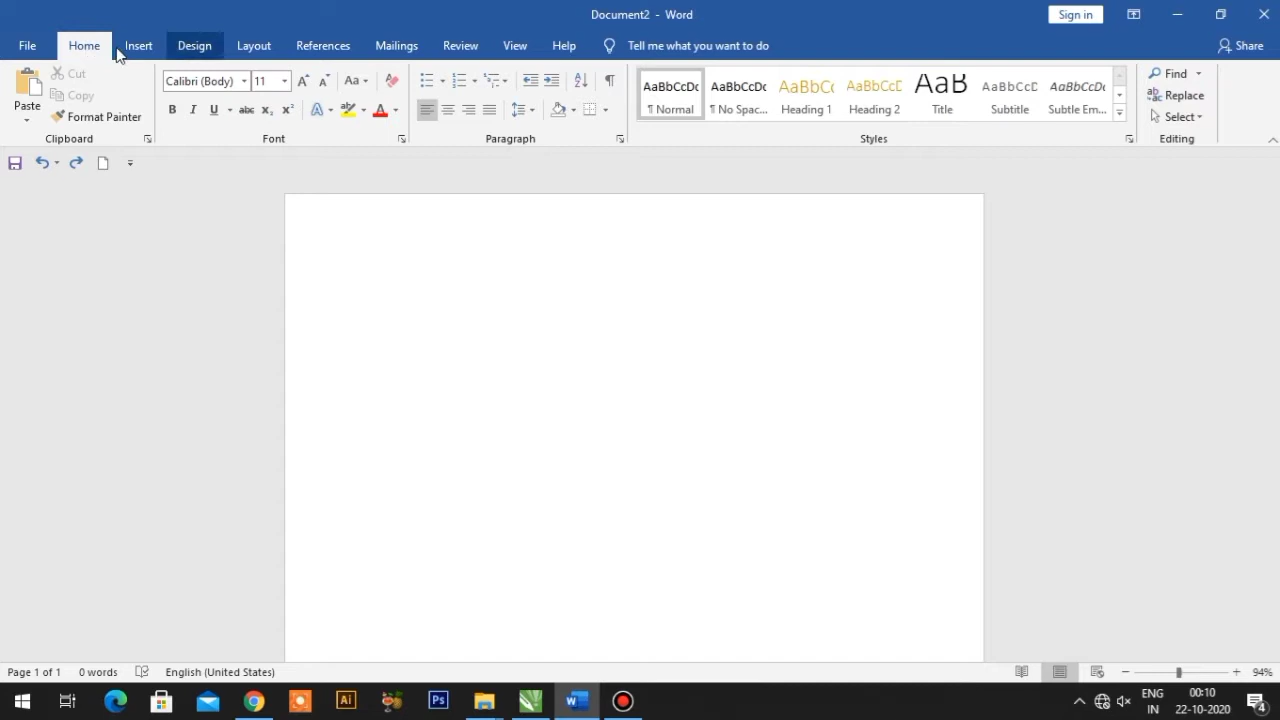 Document2 - Word
Sign in
File Home Insert Design Layout References Mailings Review View Help Tell me what you want to do Share
Paste
Cut
Copy
Format Painter
Clipboard
Calibri (Body) 11 Aa
B I U abc x₂ x² A ab A
Font
Paragraph
AaBbCcDc AaBbCcDc AaBbCc AaBbCcD AaB AaBbCcD AaBbCcDc
¶ Normal ¶ No Spac... Heading 1 Heading 2 Title Subtitle Subtle Em...
Styles
Find
Replace
Select
Editing
Page 1 of 1 0 words English (United States) 94%
Ai Ps W
ENG 00:10
IN 22-10-2020 4